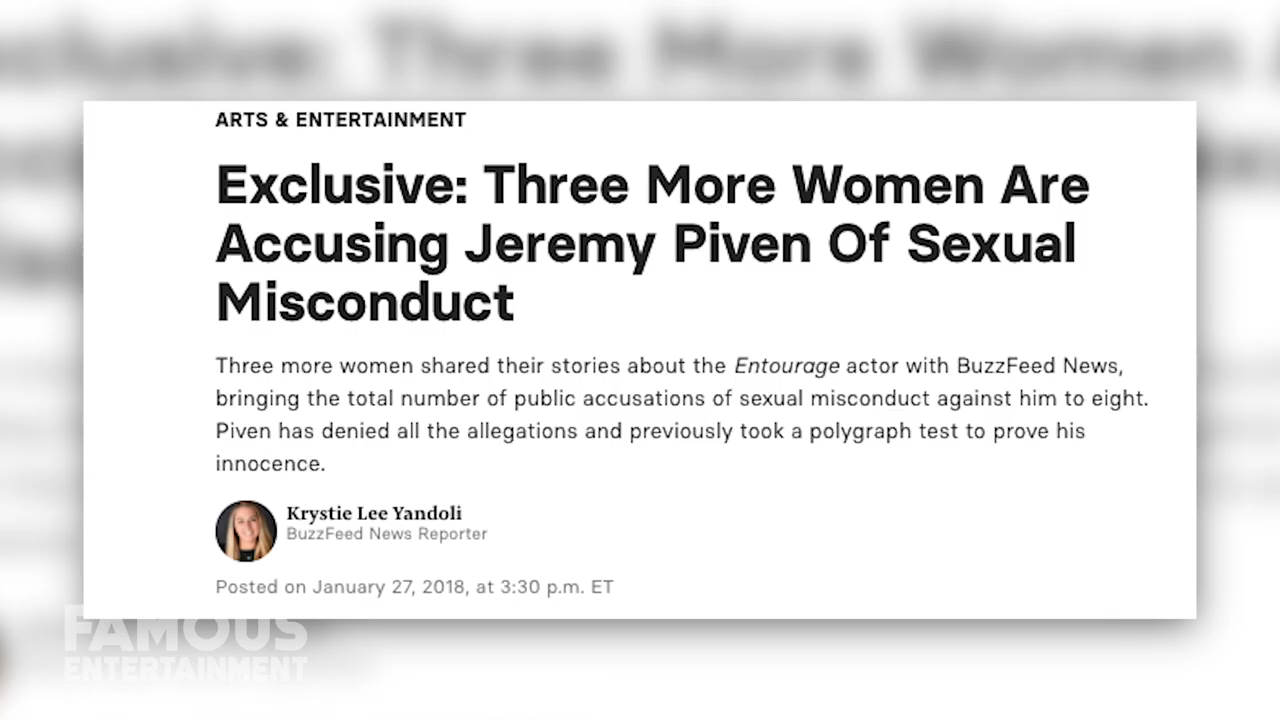 ARTS & ENTERTAINMENT
Exclusive: Three More Women Are
Accusing Jeremy Piven Of Sexual
Misconduct
Three more women shared their stories about the Entourage actor with BuzzFeed News,
bringing the total number of public accusations of sexual misconduct against him to eight.
Piven has denied all the allegations and previously took a polygraph test to prove his
innocence.
Krystie Lee Yandoli
BuzzFeed News Reporter
Posted on January 27, 2018, at 3:30 p.m. ET
FAMOUS
ENTERTAINMENT